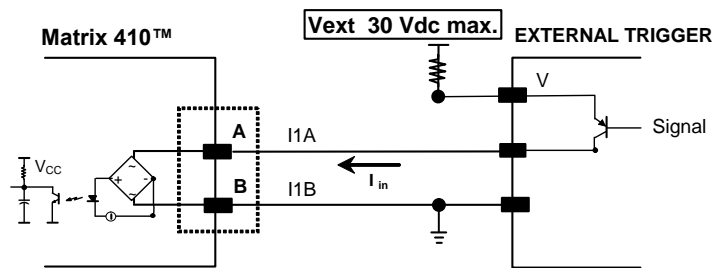 Vext 30 Vdc max.
Matrix 410™
EXTERNAL TRIGGER
V
A
I1A
Signal
VCC
+ ~ - ~
I in
B
I1B